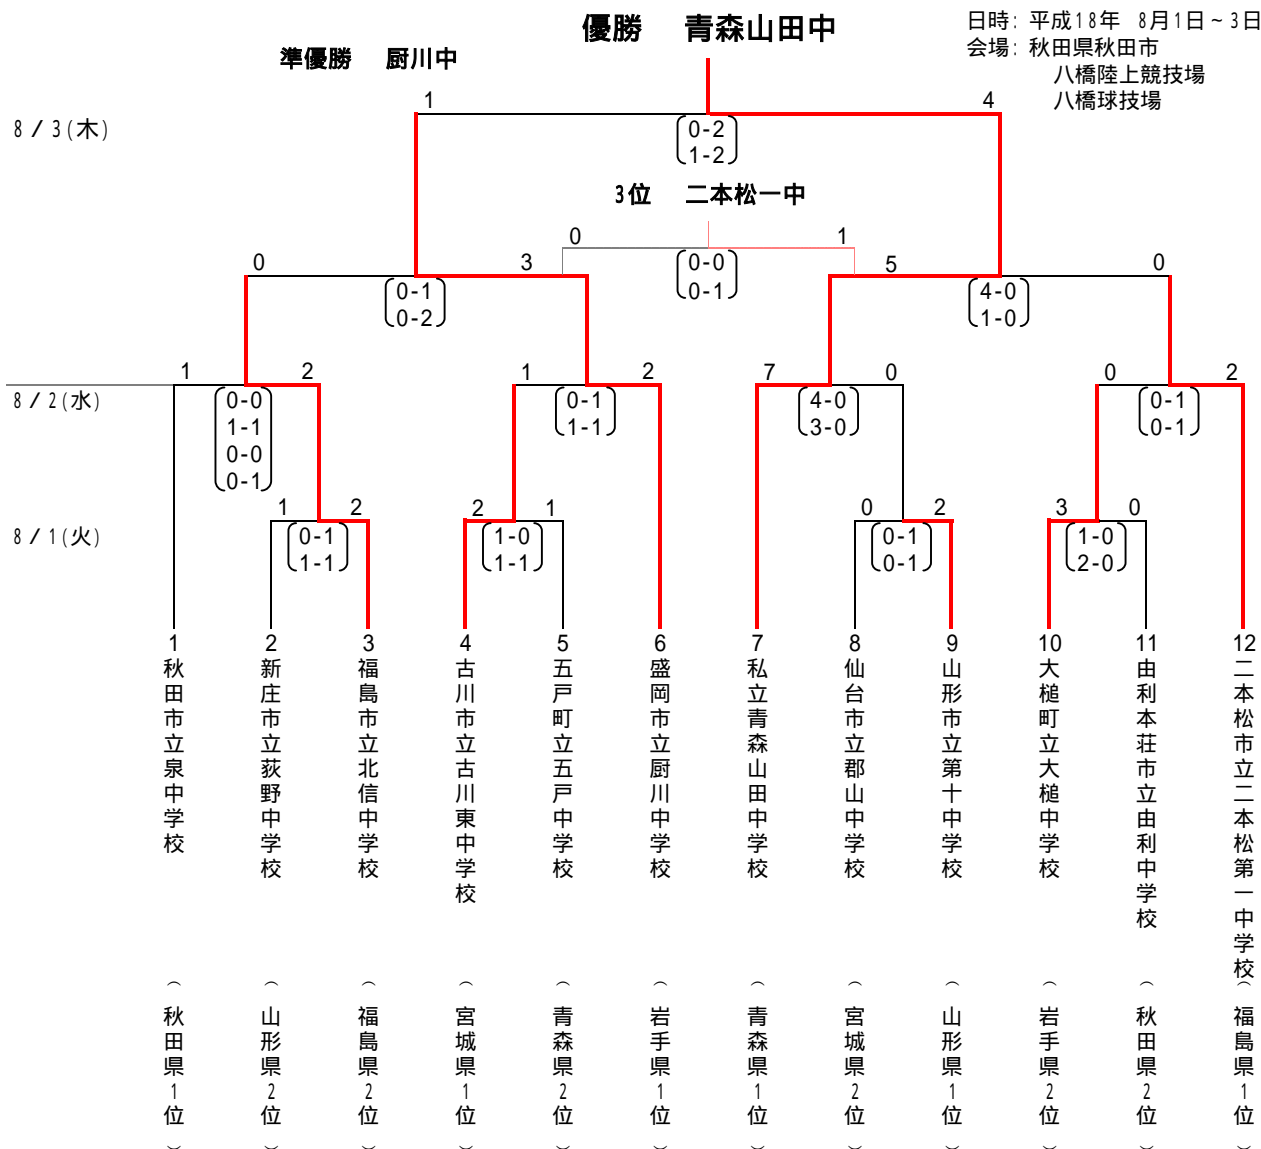 優勝　青森山田中
日時: 平成18年 8月1日~3日
会場: 秋田県秋田市
八橋陸上競技場
八橋球技場
準優勝　厨川中
1
4
8/3(木)
0-2
1-2
3位　二本松一中
0
1
0-0
0-1
0
3
0-1
0-2
5
0
4-0
1-0
8/2(水)
1
2
0-0
1-1
0-0
0-1
1
2
0-1
1-1
7
0
4-0
3-0
0
2
0-1
0-1
8/1(火)
1
2
0-1
1-1
2
1
1-0
1-1
0
2
0-1
0-1
3
0
1-0
2-0
1
秋田市立泉中学校
(秋田県1位)
2
新庄市立萩野中学校
(山形県2位)
3
福島市立北信中学校
(福島県2位)
4
古川市立古川東中学校
(宮城県1位)
5
五戸町立五戸中学校
(青森県2位)
6
盛岡市立厨川中学校
(岩手県1位)
7
私立青森山田中学校
(青森県1位)
8
仙台市立郡山中学校
(宮城県2位)
9
山形市立第十中学校
(山形県1位)
10
大槌町立大槌中学校
(岩手県2位)
11
由利本荘市立由利中学校
(秋田県2位)
12
二本松市立二本松第一中学校
(福島県1位)